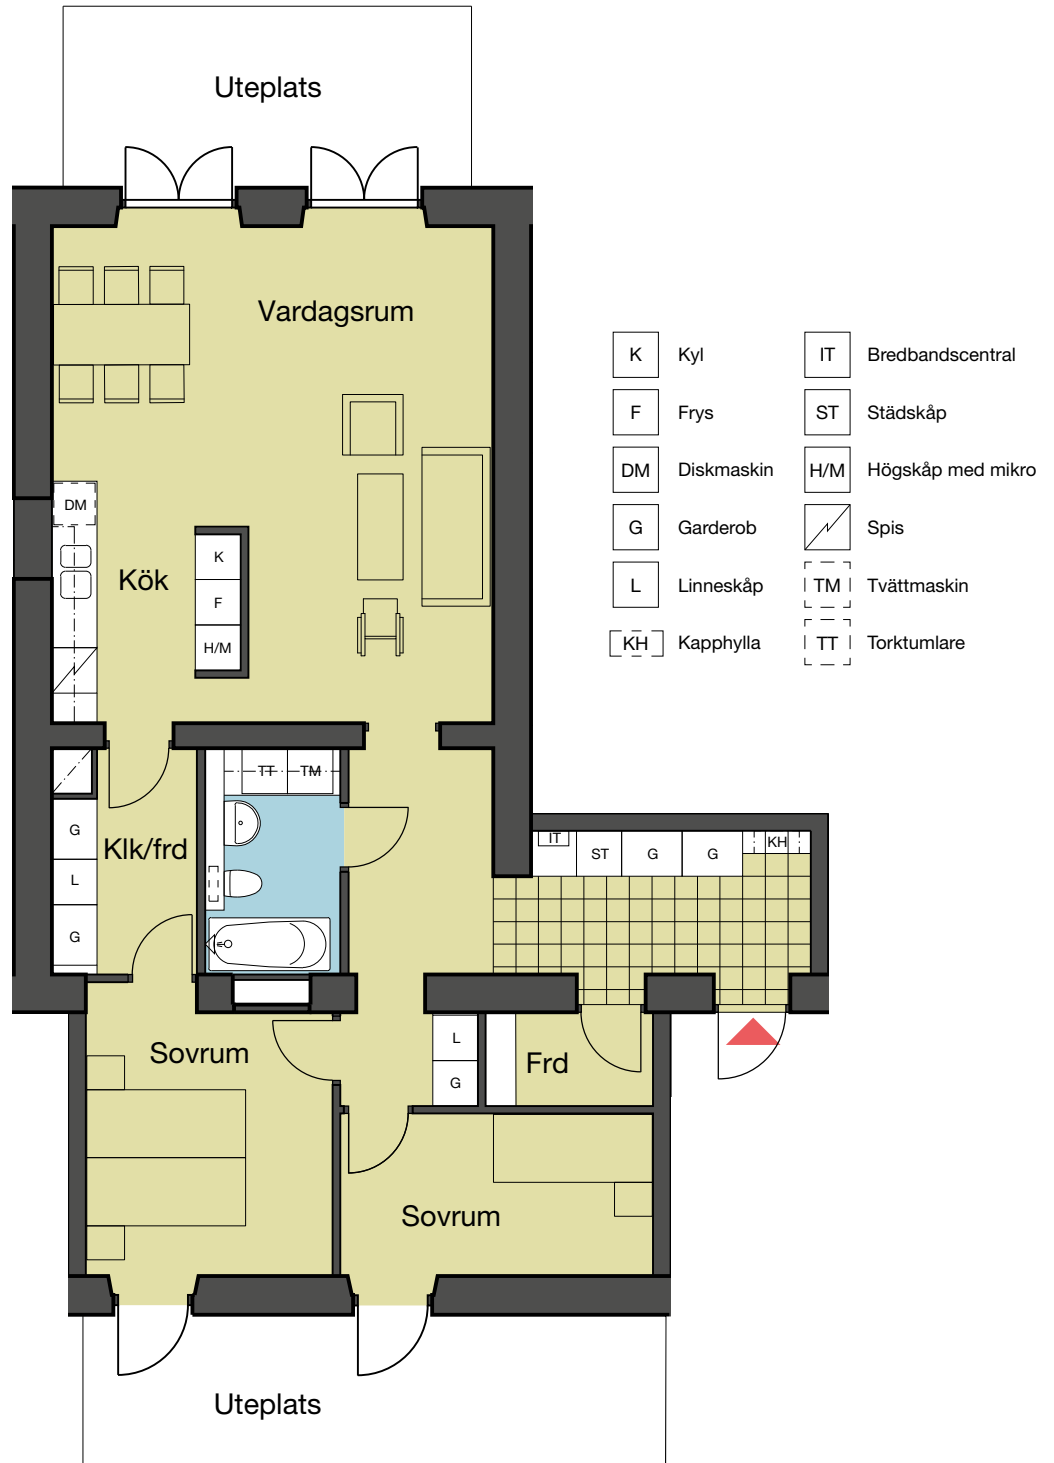 Uteplats
Vardagsrum
K Kyl
IT Bredbandscentral
F Frys
ST Städskåp
DM Diskmaskin
H/M Högskåp med mikro
G Garderob
Spis
L Linneskåp
TM Tvättmaskin
KH Kapphylla
TT Torktumlare
DM
K
Kök
F
H/M
TT
TM
G
Klk/frd
L
G
IT
ST
G
G
KH
Sovrum
L
G
Frd
Sovrum
Uteplats